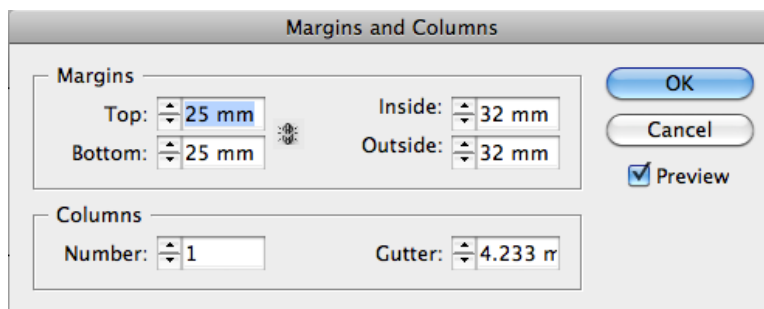 Margins and Columns
Margins
Top: 25 mm
Inside: 32 mm
Bottom: 25 mm
Outside: 32 mm
OK
Cancel
Preview
Columns
Number: 1
Gutter: 4.233 m